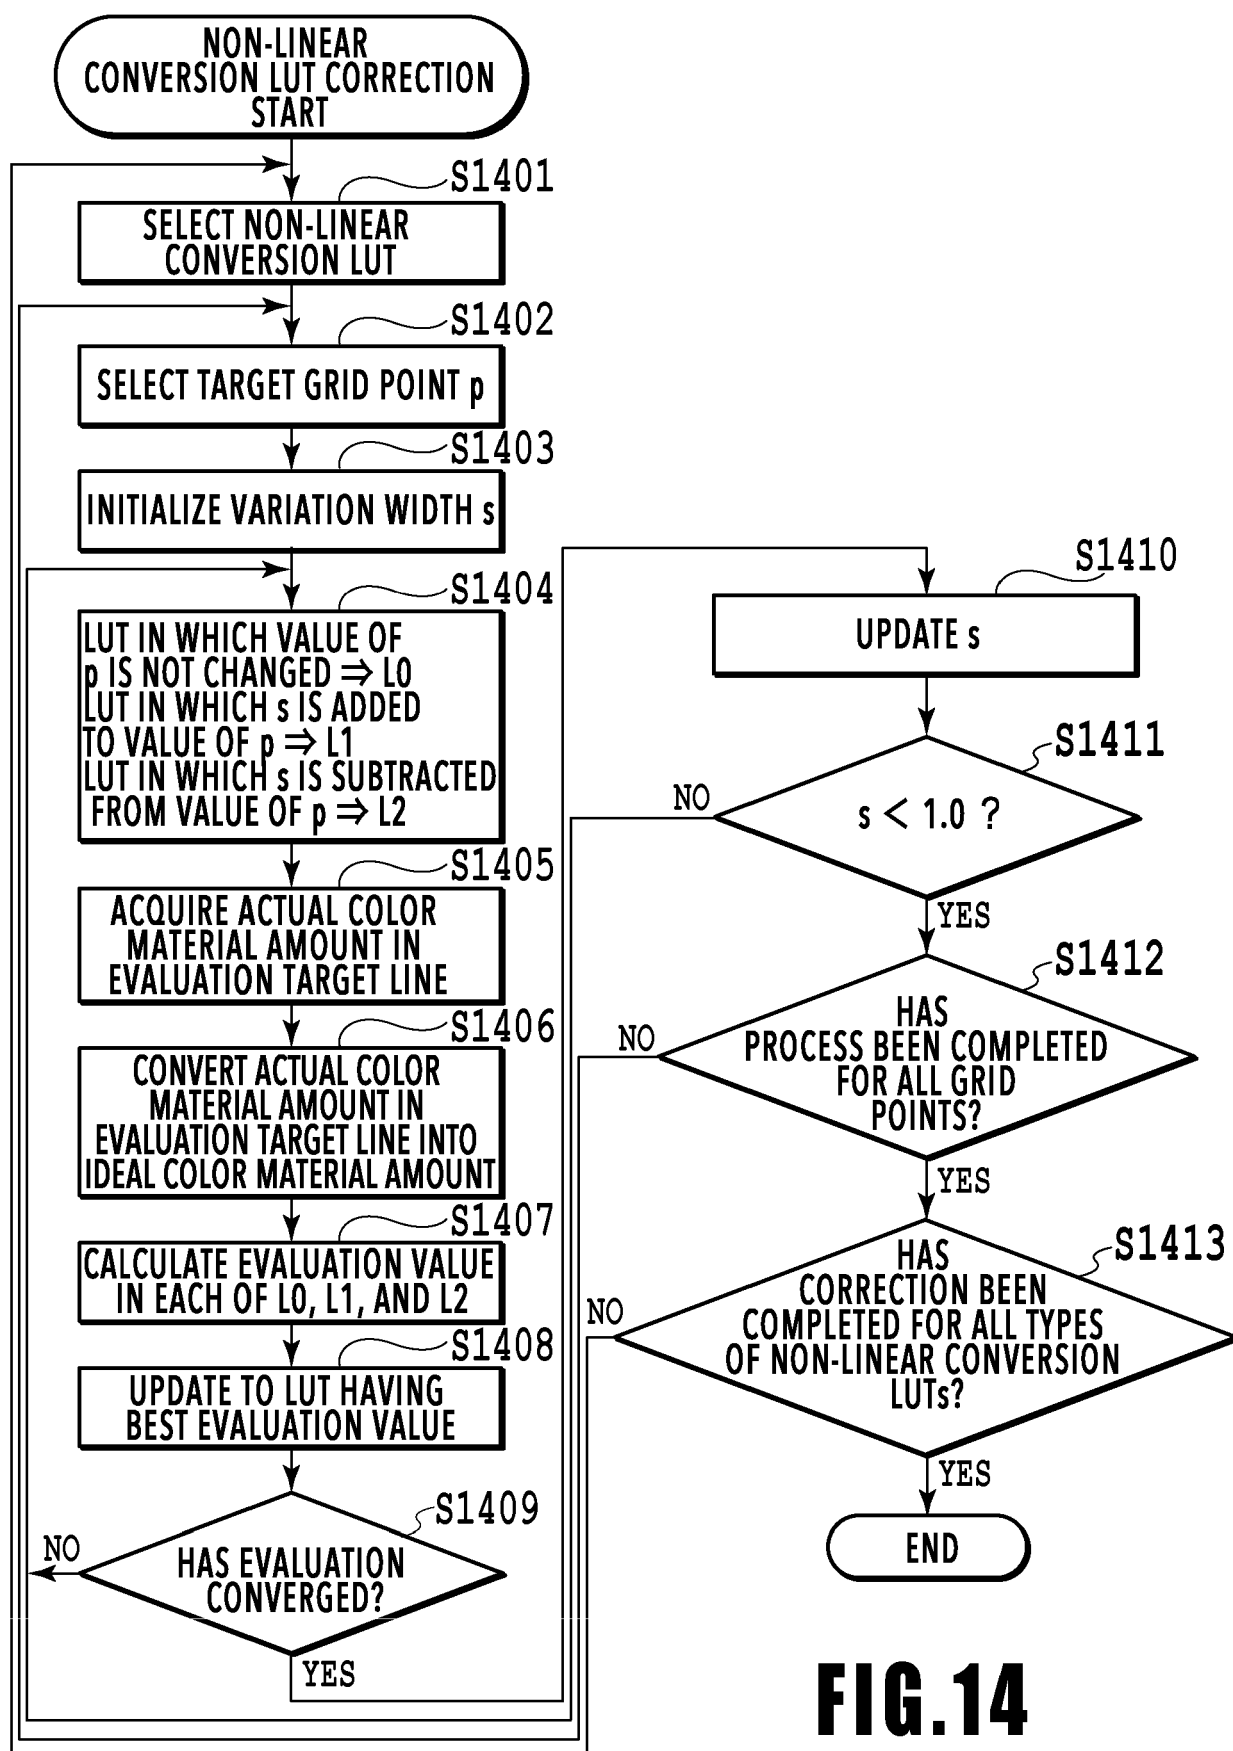 NON-LINEAR
CONVERSION LUT CORRECTION
START
S1401
SELECT NON-LINEAR
CONVERSION LUT
S1402
SELECT TARGET GRID POINT p
S1403
INITIALIZE VARIATION WIDTH s
S1404
LUT IN WHICH VALUE OF
p IS NOT CHANGED ⇒ L0
LUT IN WHICH s IS ADDED
TO VALUE OF p ⇒ L1
LUT IN WHICH s IS SUBTRACTED
FROM VALUE OF p ⇒ L2
S1405
ACQUIRE ACTUAL COLOR
MATERIAL AMOUNT IN
EVALUATION TARGET LINE
S1406
CONVERT ACTUAL COLOR
MATERIAL AMOUNT IN
EVALUATION TARGET LINE INTO
IDEAL COLOR MATERIAL AMOUNT
S1407
CALCULATE EVALUATION VALUE
IN EACH OF L0, L1, AND L2
S1408
UPDATE TO LUT HAVING
BEST EVALUATION VALUE
S1409
NO
HAS EVALUATION
CONVERGED?
YES
S1410
UPDATE s
S1411
NO
s < 1.0 ?
YES
S1412
NO
HAS
PROCESS BEEN COMPLETED
FOR ALL GRID
POINTS?
YES
S1413
NO
HAS
CORRECTION BEEN
COMPLETED FOR ALL TYPES
OF NON-LINEAR CONVERSION
LUTs?
YES
END
FIG.14